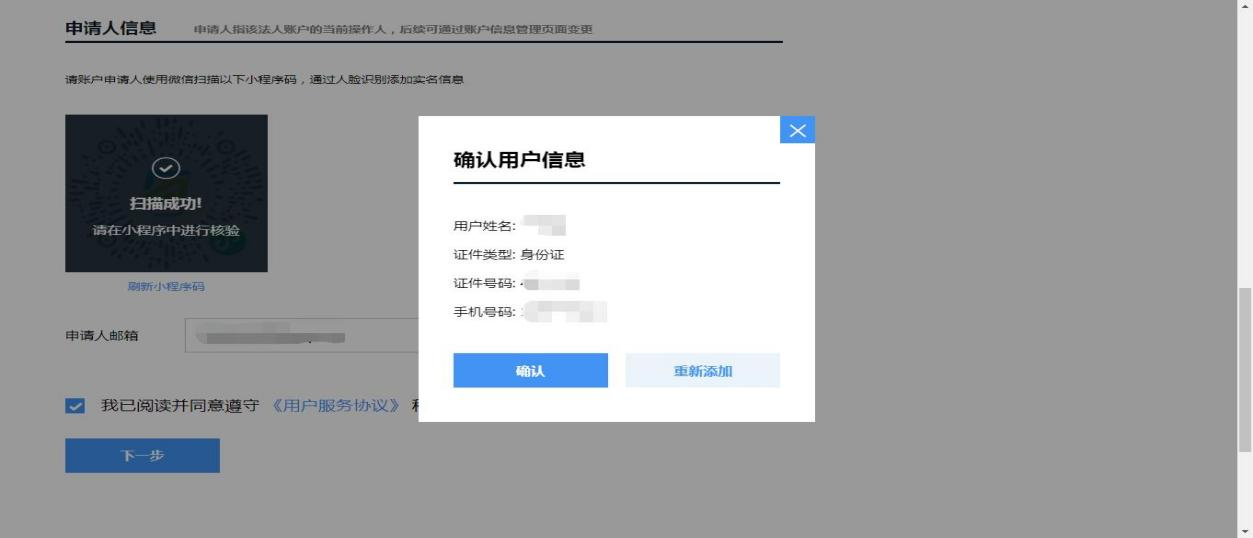 申请人信息 申请人指该法人账户的当前操作人，后续可通过账户信息管理页面变更
请账户申请人使用微信扫描以下小程序码，通过人脸识别添加实名信息
扫描成功!
请在小程序中进行核验
刷新小程序码
申请人邮箱
我已阅读并同意遵守 《用户服务协议》
下一步
确认用户信息
用户姓名:
证件类型: 身份证
证件号码:
手机号码:
确认 重新添加